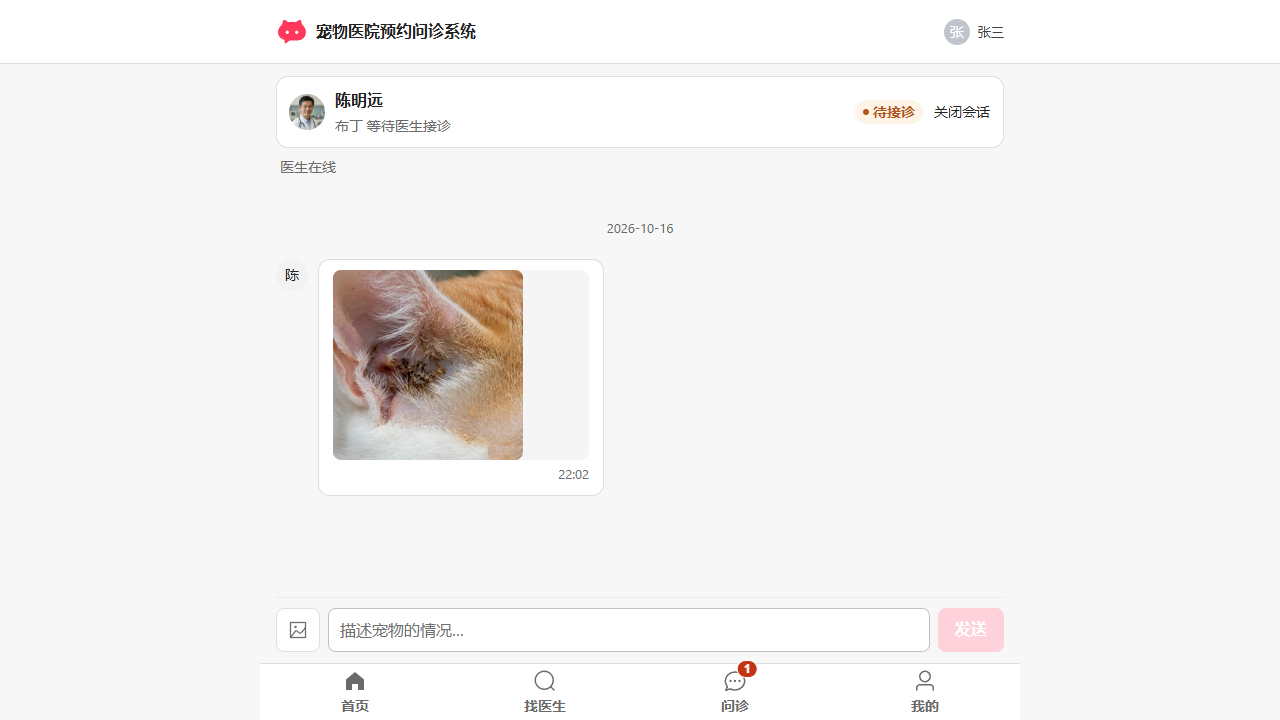 宠物医院预约问诊系统
张 张三
陈明远
布丁 等待医生接诊
待接诊 关闭会话
医生在线
2026-10-16
陈
22:02
描述宠物的情况...
发送
首页
找医生
1
问诊
我的